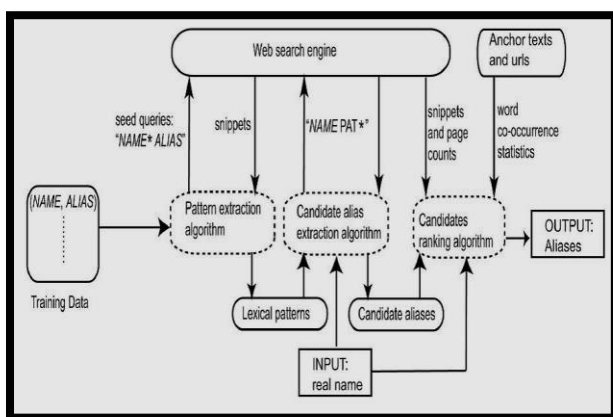 Web search engine
Anchor texts
and urls
seed queries:
"NAME* ALIAS"
snippets
"NAME PAT*"
snippets
and page
counts
word
co-occurrence
statistics
(NAME, ALIAS)
Training Data
Pattern extraction
algorithm
Candidate alias
extraction algorithm
Candidates
ranking algorithm
OUTPUT:
Aliases
Lexical patterns
Candidate aliases
INPUT:
real name